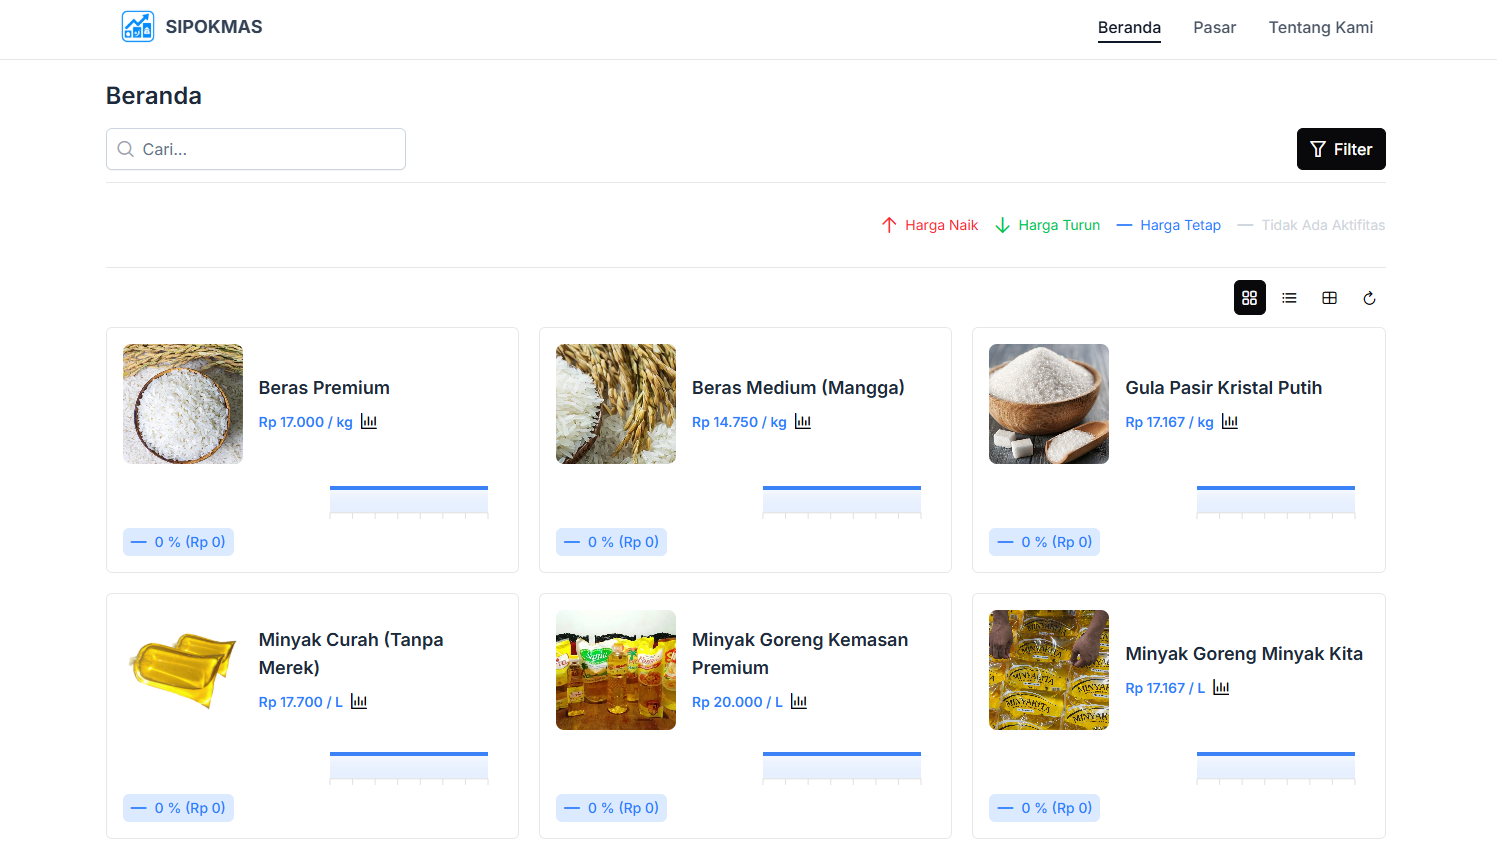 SIPOKMAS
Beranda
Pasar
Tentang Kami
Beranda
Cari...
Filter
Harga Naik
Harga Turun
Harga Tetap
Tidak Ada Aktifitas
Beras Premium
Rp 17.000 / kg
0 % (Rp 0)
Beras Medium (Mangga)
Rp 14.750 / kg
0 % (Rp 0)
Gula Pasir Kristal Putih
Rp 17.167 / kg
0 % (Rp 0)
Minyak Curah (Tanpa
Merek)
Rp 17.700 / L
0 % (Rp 0)
Minyak Goreng Kemasan
Premium
Rp 20.000 / L
0 % (Rp 0)
MINYAKITA
Minyak Goreng Minyak Kita
Rp 17.167 / L
0 % (Rp 0)